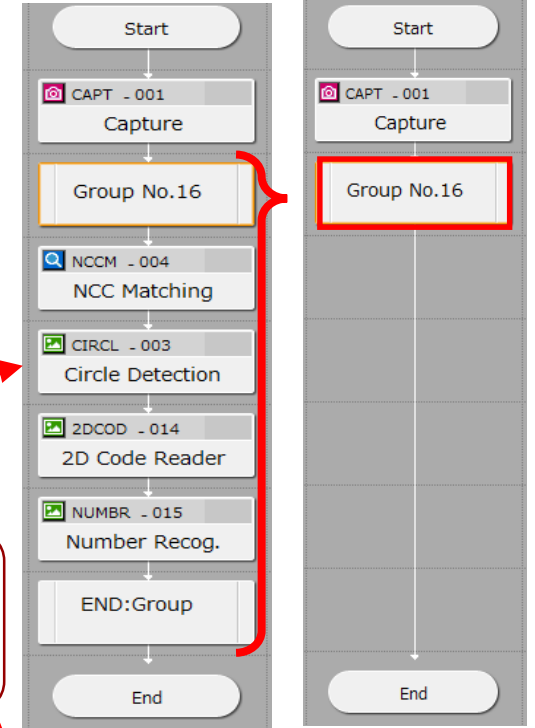 Start
CAPT - 001
Capture
Group No.16
NCCM - 004
NCC Matching
CIRCL - 003
Circle Detection
2DCOD - 014
2D Code Reader
NUMBR - 015
Number Recog.
END:Group
End
Start
CAPT - 001
Capture
Group No.16
End